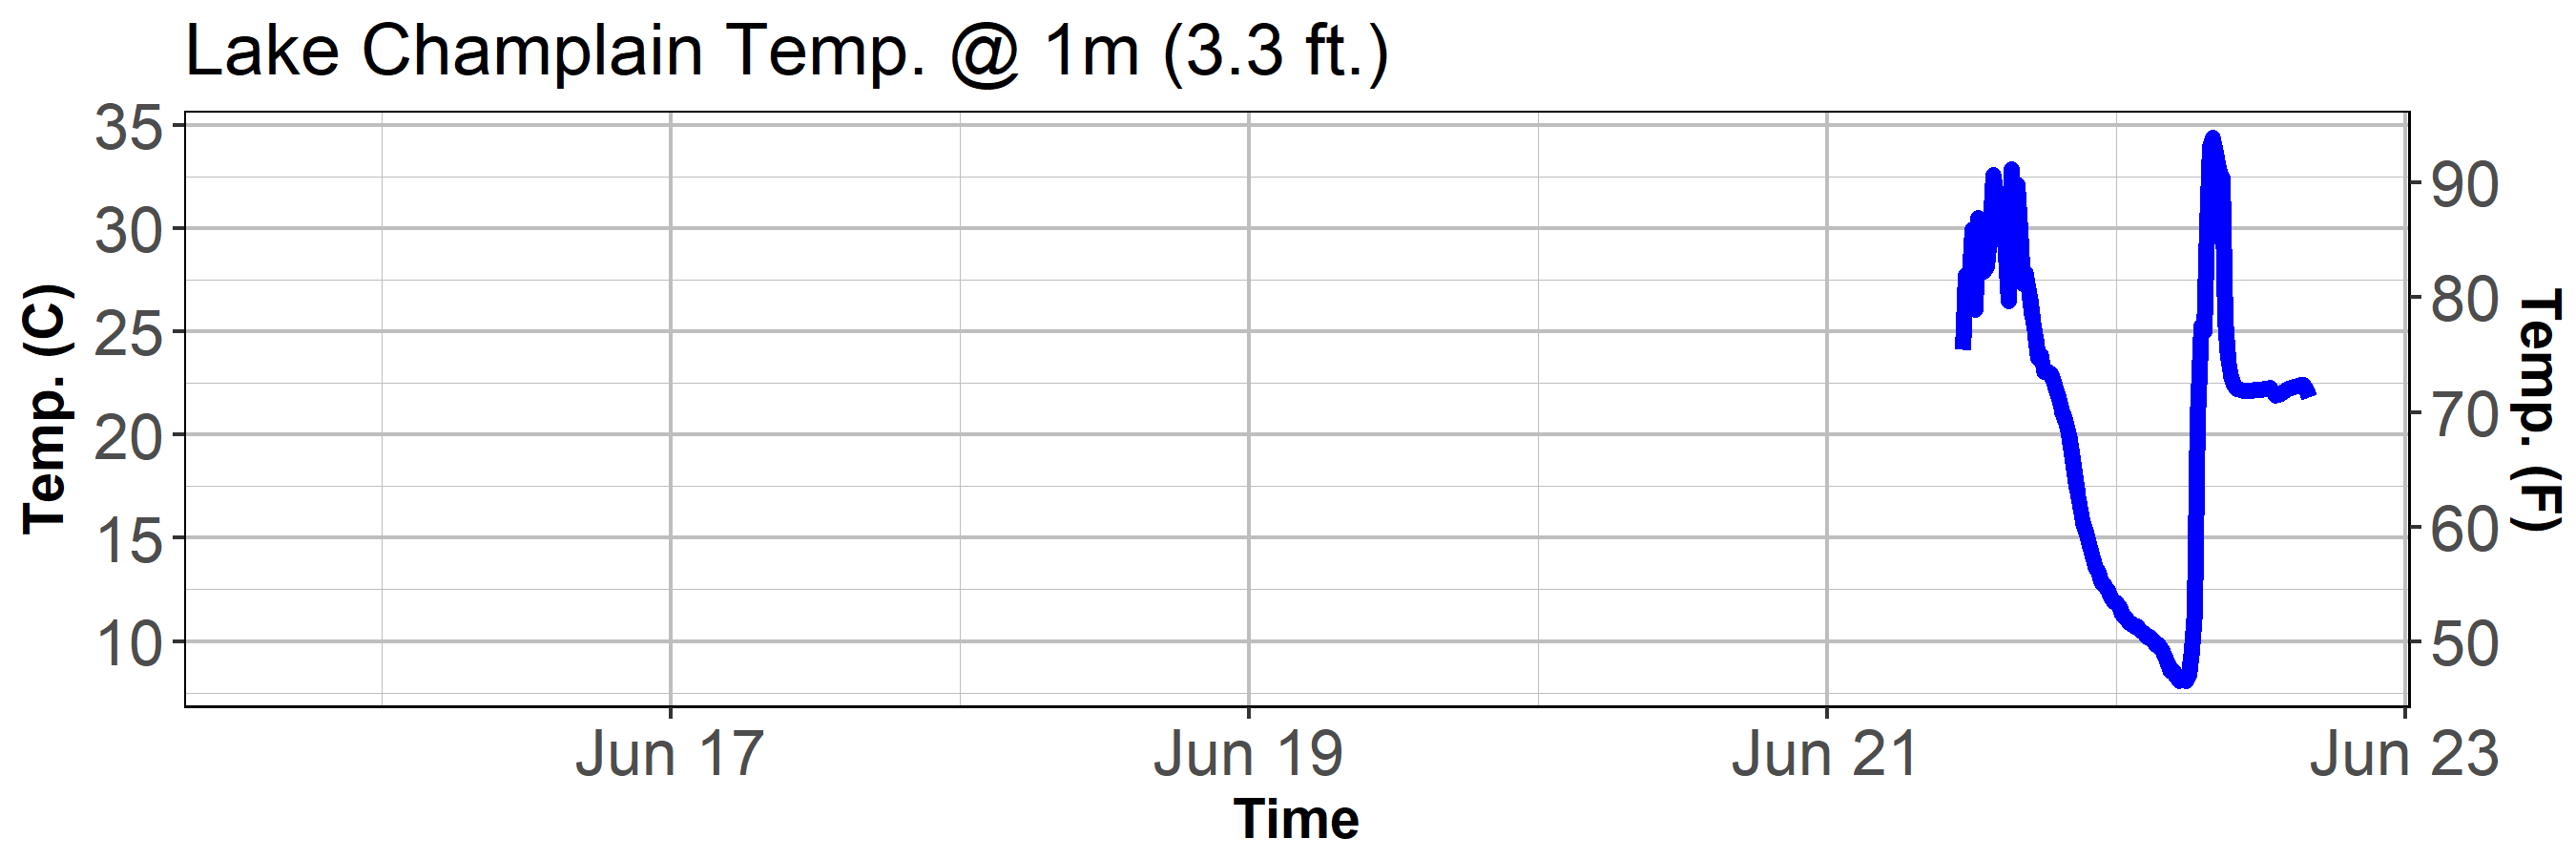 Lake Champlain Temp. @ 1m (3.3 ft.)
Temp. (C)
35
30
25
20
15
10
90
80
70
60
50
Temp. (F)
Jun 17 Jun 19 Jun 21 Jun 23
Time